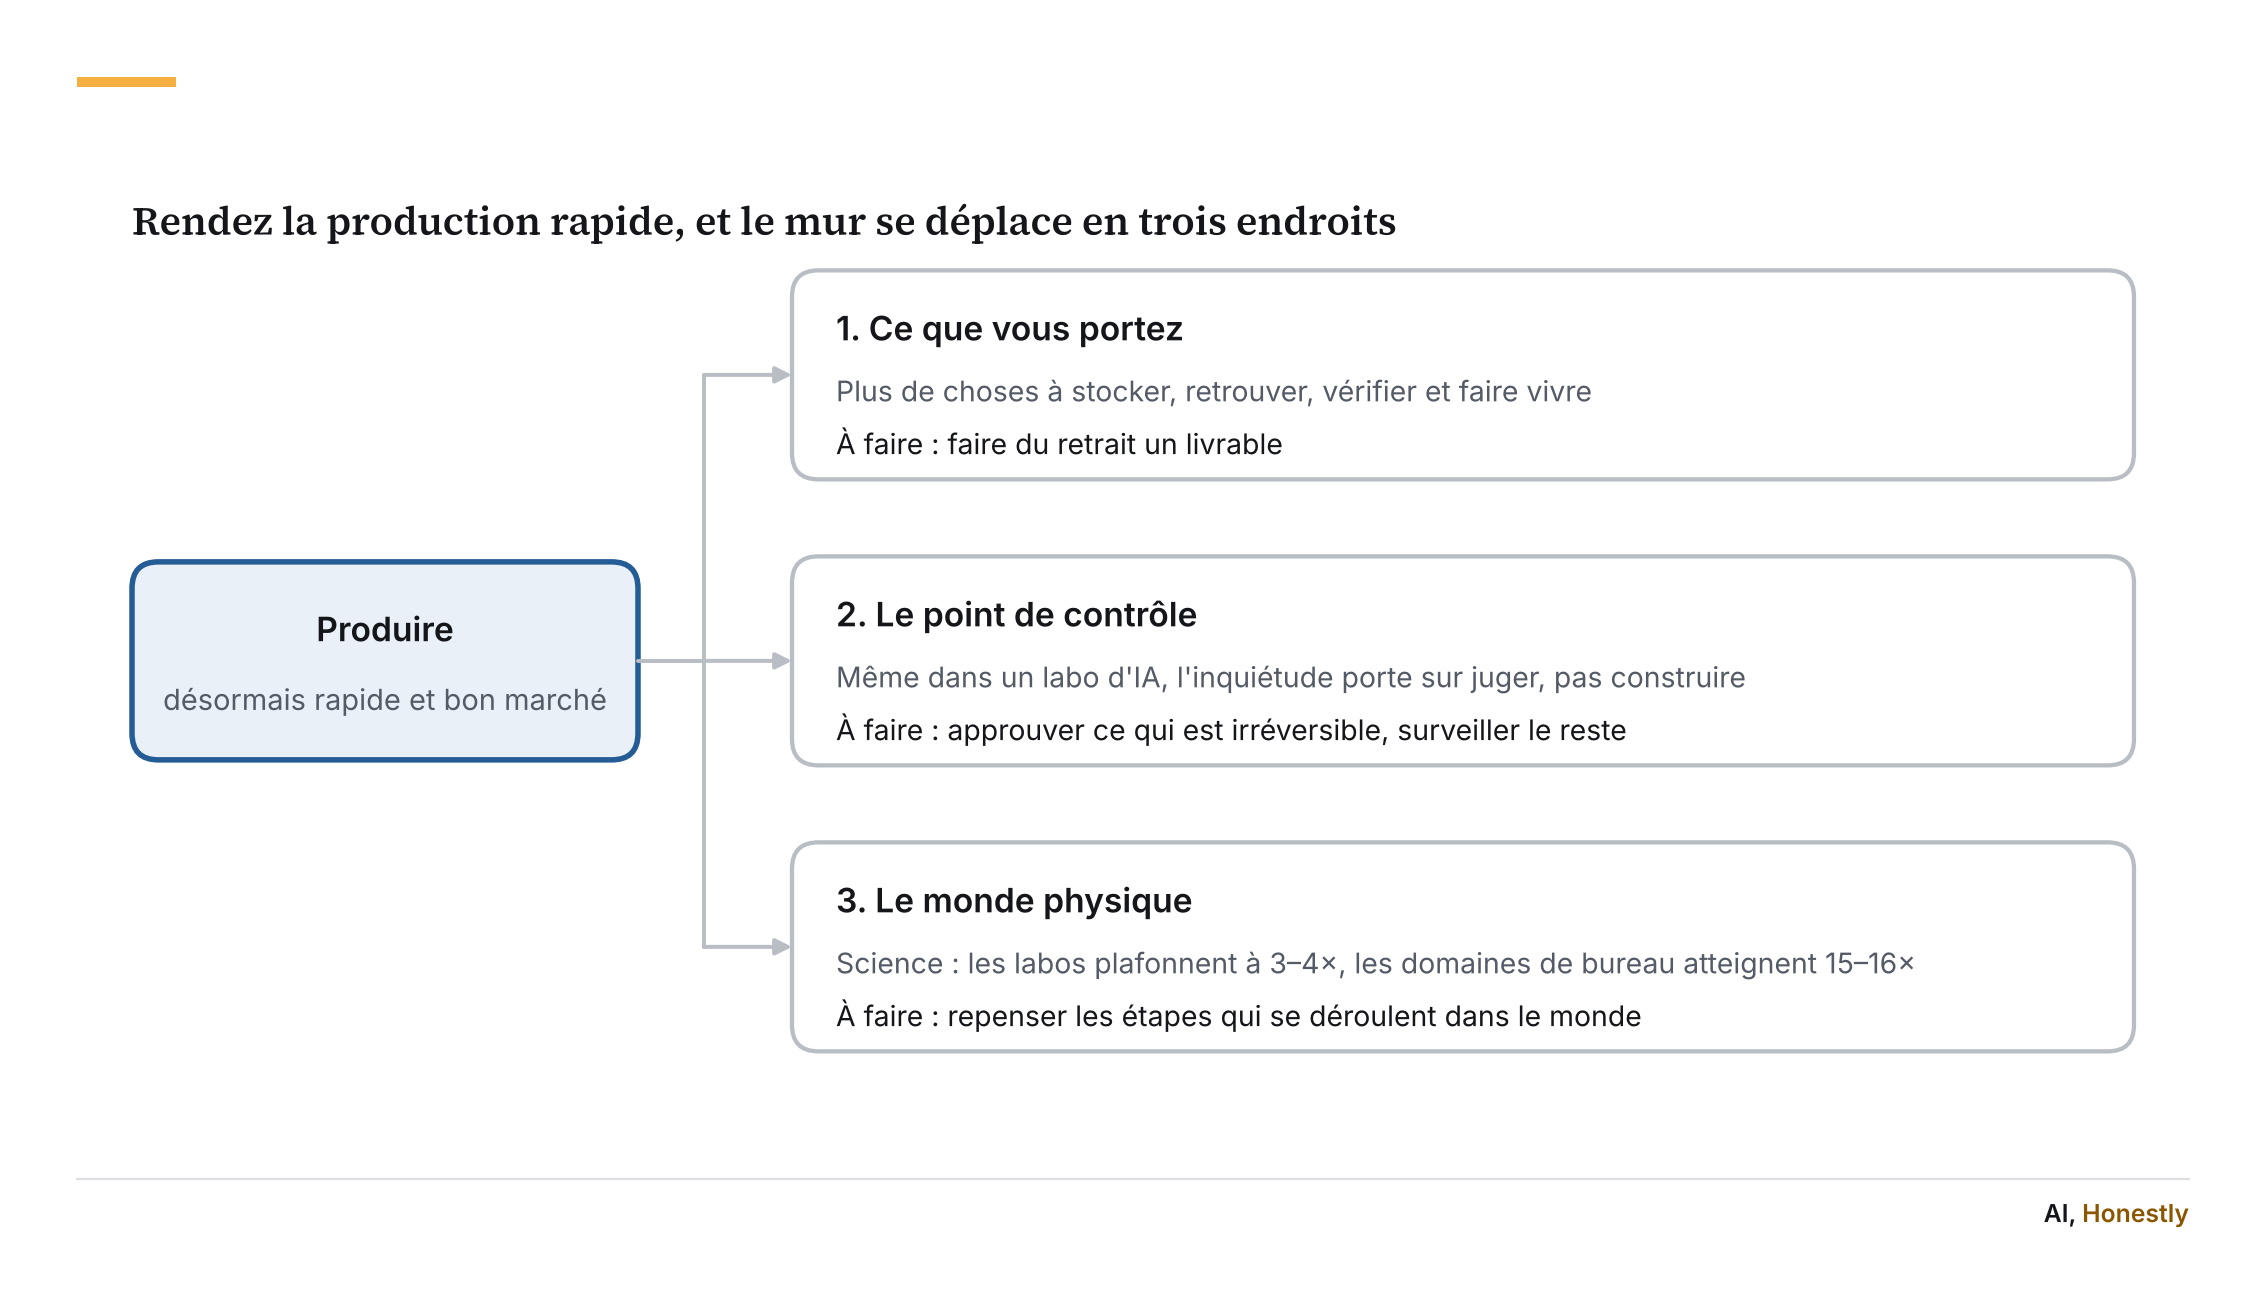 Rendez la production rapide, et le mur se déplace en trois endroits
Produire
désormais rapide et bon marché
1. Ce que vous portez
Plus de choses à stocker, retrouver, vérifier et faire vivre
À faire : faire du retrait un livrable
2. Le point de contrôle
Même dans un labo d'IA, l'inquiétude porte sur juger, pas construire
À faire : approuver ce qui est irréversible, surveiller le reste
3. Le monde physique
Science : les labos plafonnent à 3–4×, les domaines de bureau atteignent 15–16×
À faire : repenser les étapes qui se déroulent dans le monde
AI, Honestly